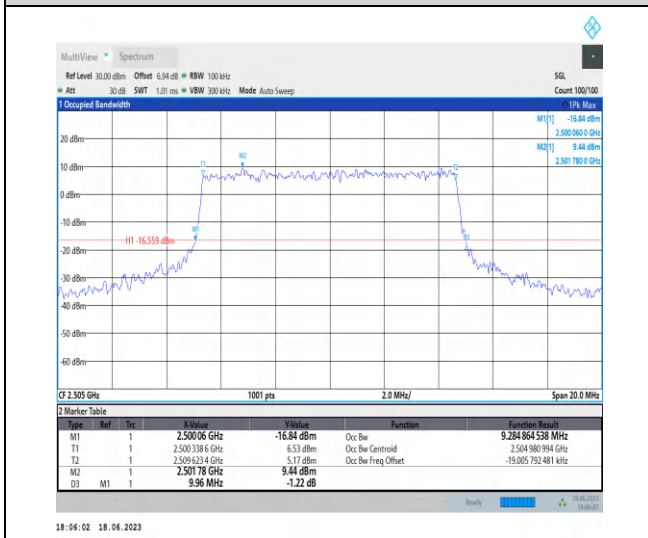 MultiView Spectrum
Ref Level 30.00 dBm Offset 6.94 dB RBW 100 kHz SGL
Att 30 dB SWT 1.01 ms VBW 300 kHz Mode Auto Sweep Count 100/100
1 Occupied Bandwidth 1Pk Max
M1[1] -16.84 dBm
2.500 060 0 GHz
M2[1] 9.44 dBm
2.501 780 0 GHz
20 dBm
T1 M2 T2
10 dBm
0 dBm
-10 dBm
M1
H1 -16.559 dBm
-20 dBm
-30 dBm
-40 dBm
-50 dBm
-60 dBm
CF 2.505 GHz 1001 pts 2.0 MHz/ Span 20.0 MHz
2 Marker Table
Type Ref Trc X-Value Y-Value Function Function Result
M1 1 2.50006 GHz -16.84 dBm Occ Bw 9.284 864 538 MHz
T1 1 2.500 338 6 GHz 6.53 dBm Occ Bw Centroid 2.504 980 994 GHz
T2 1 2.509 623 4 GHz 5.17 dBm Occ Bw Freq Offset -19.005 792 481 kHz
M2 1 2.501 78 GHz 9.44 dBm
D3 M1 1 9.96 MHz -1.22 dB
Ready 18.06.2023
18:06:02
18:06:02 18.06.2023